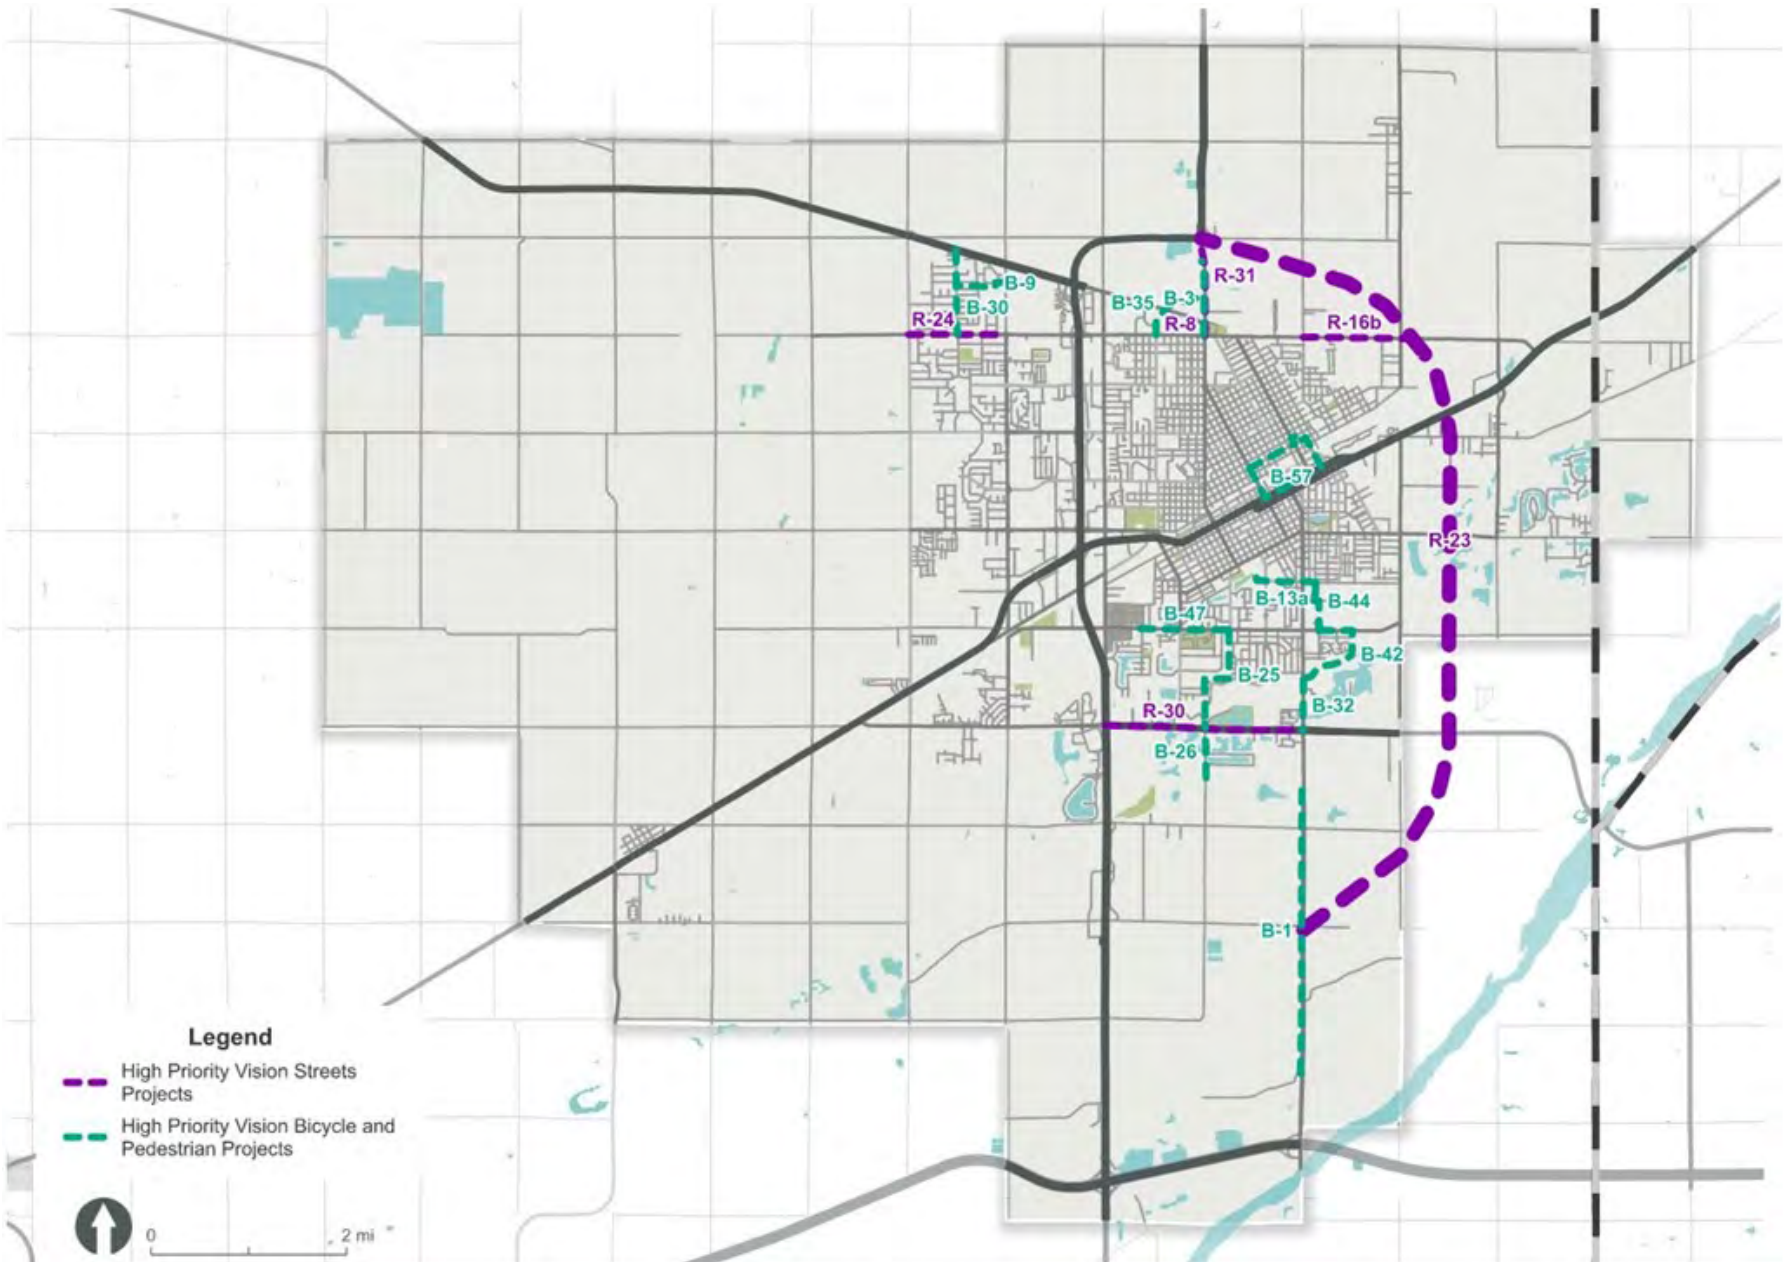 R-31
B-9
B-35
B-3
B-30
R-24
R-8
R-16b
B-57
R-23
B-13a
B-44
B-47
B-42
B-25
B-32
R-30
B-26
B-1
Legend
High Priority Vision Streets
Projects
High Priority Vision Bicycle and
Pedestrian Projects
0
2 mi